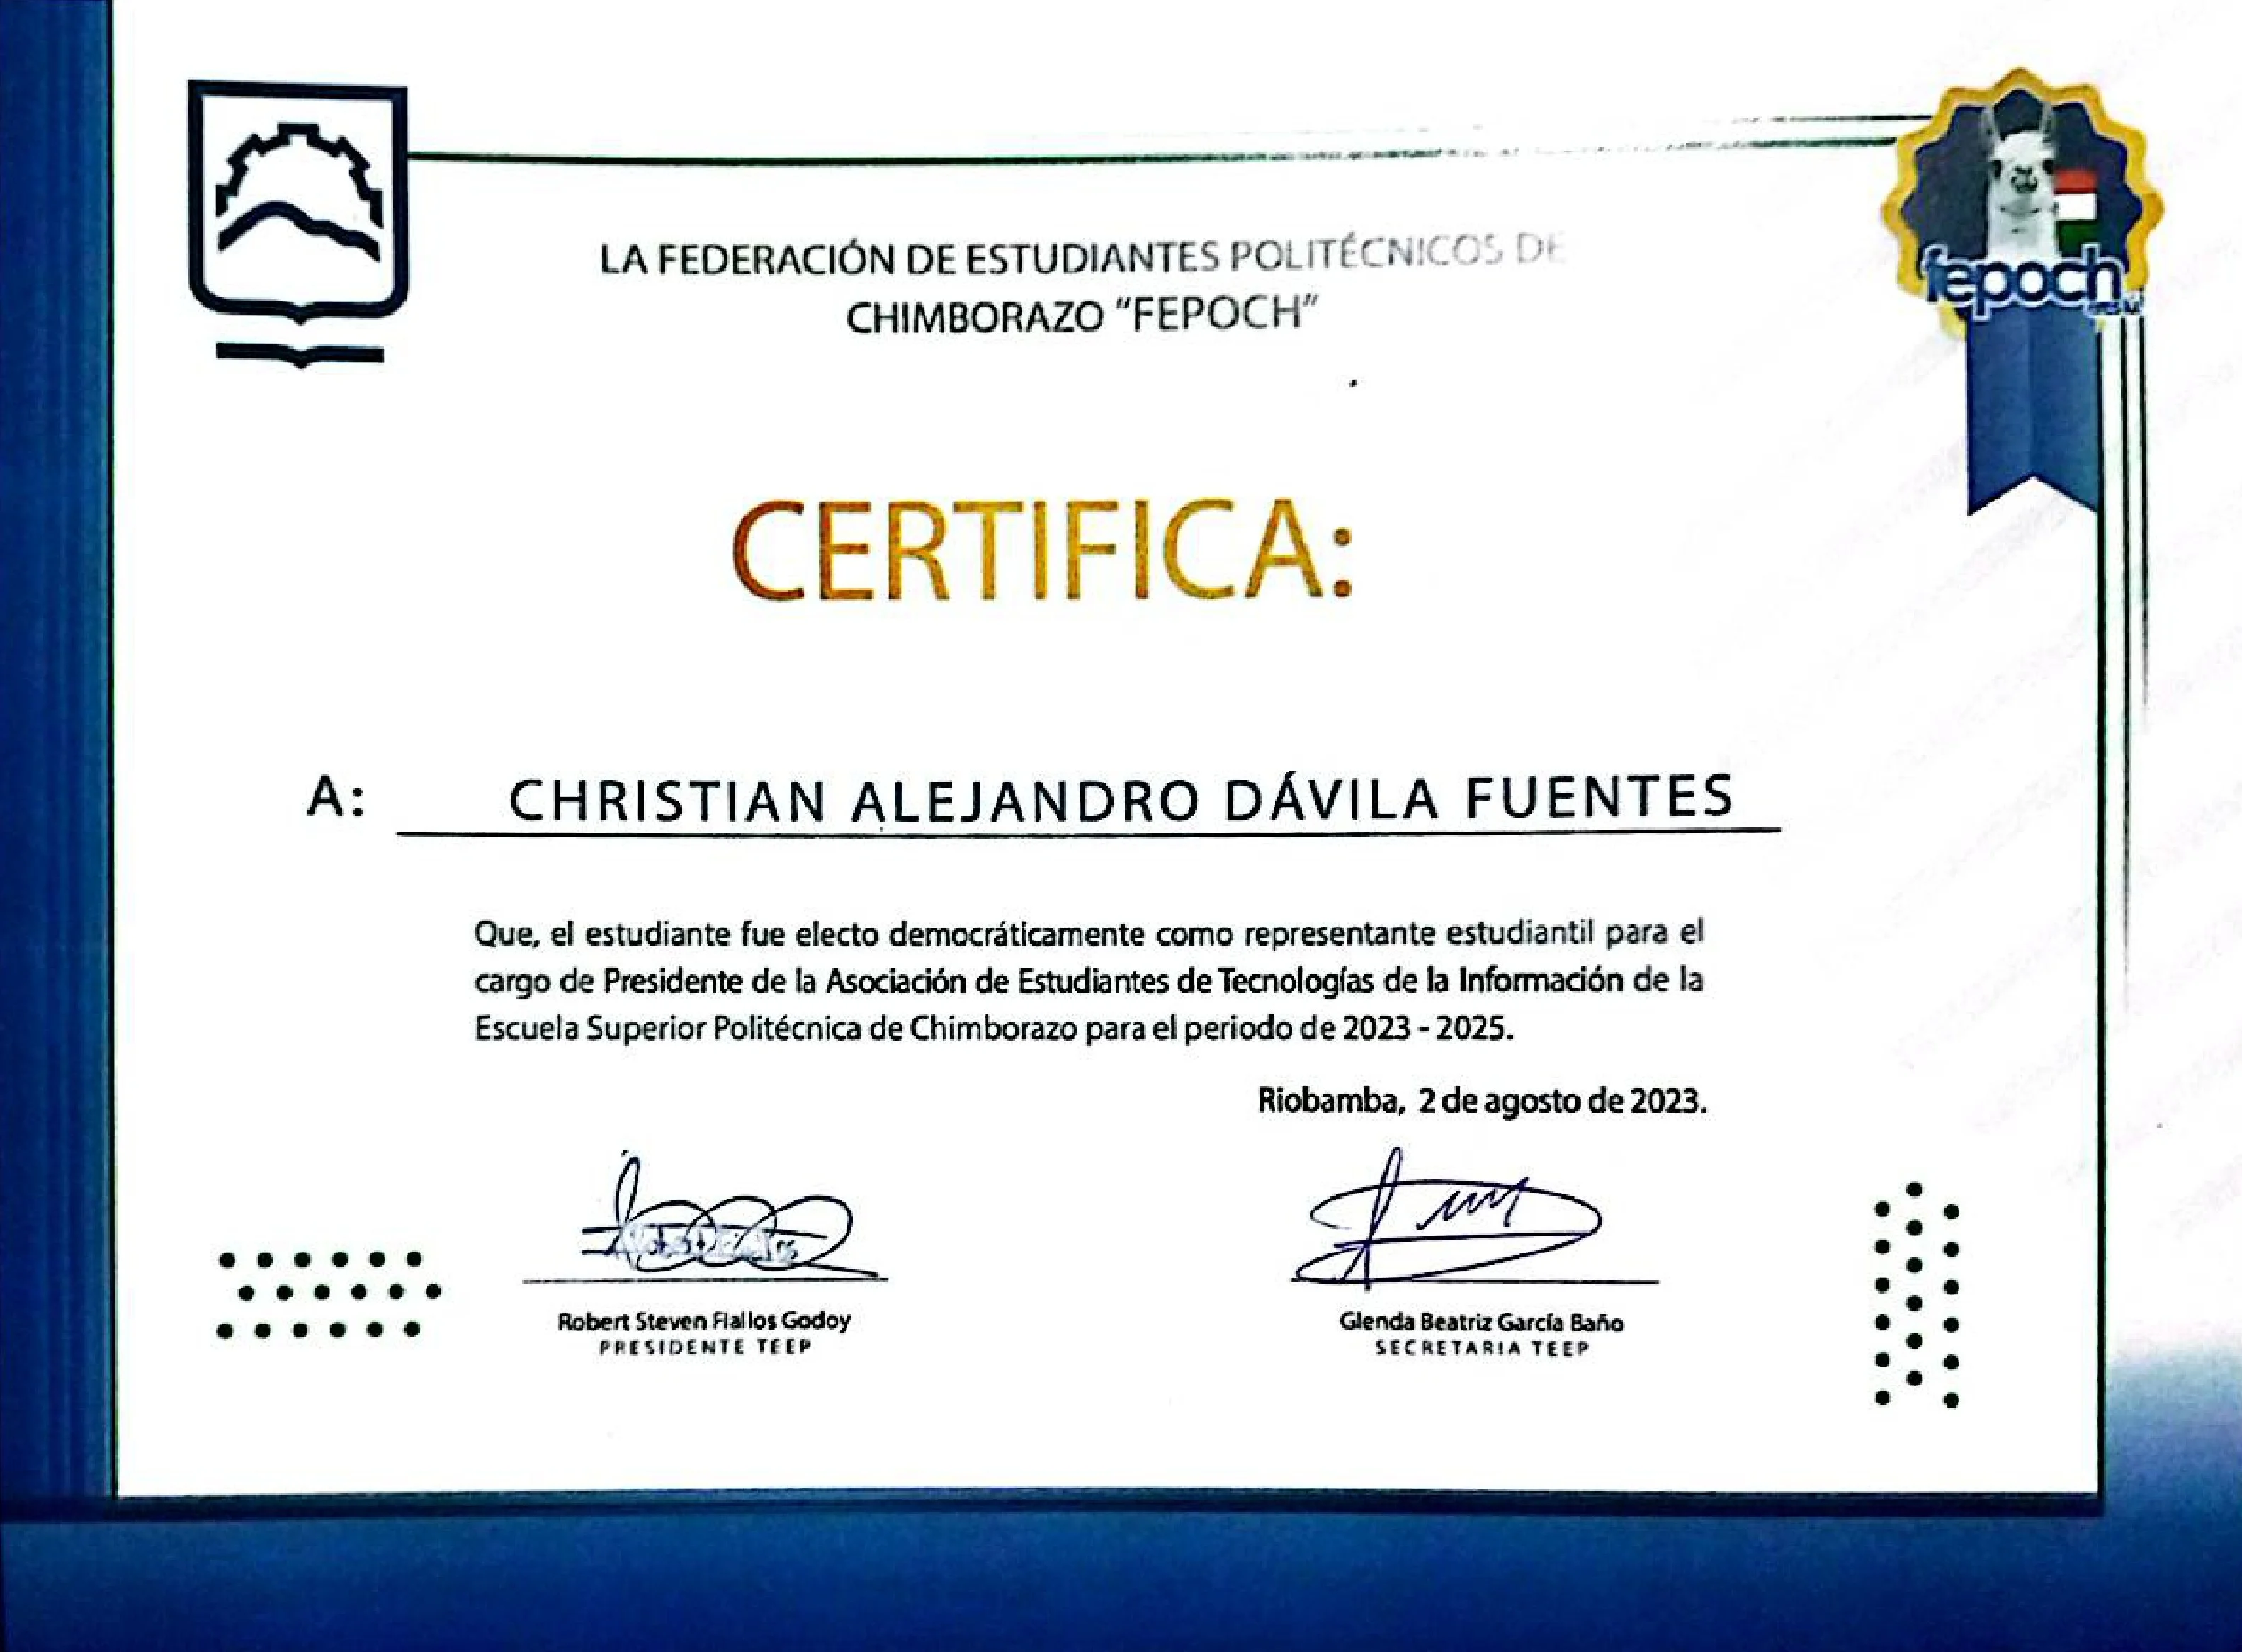 fepoch
LA FEDERACIÓN DE ESTUDIANTES POLITÉCNICOS DE
CHIMBORAZO "FEPOCH"
CERTIFICA:
A: CHRISTIAN ALEJANDRO DÁVILA FUENTES
Que, el estudiante fue electo democráticamente como representante estudiantil para el
cargo de Presidente de la Asociación de Estudiantes de Tecnologías de la Información de la
Escuela Superior Politécnica de Chimborazo para el periodo de 2023 - 2025.
Riobamba, 2 de agosto de 2023.
Robert Steven Fiallos Godoy
PRESIDENTE TEEP
Glenda Beatriz García Baño
SECRETARIA TEEP